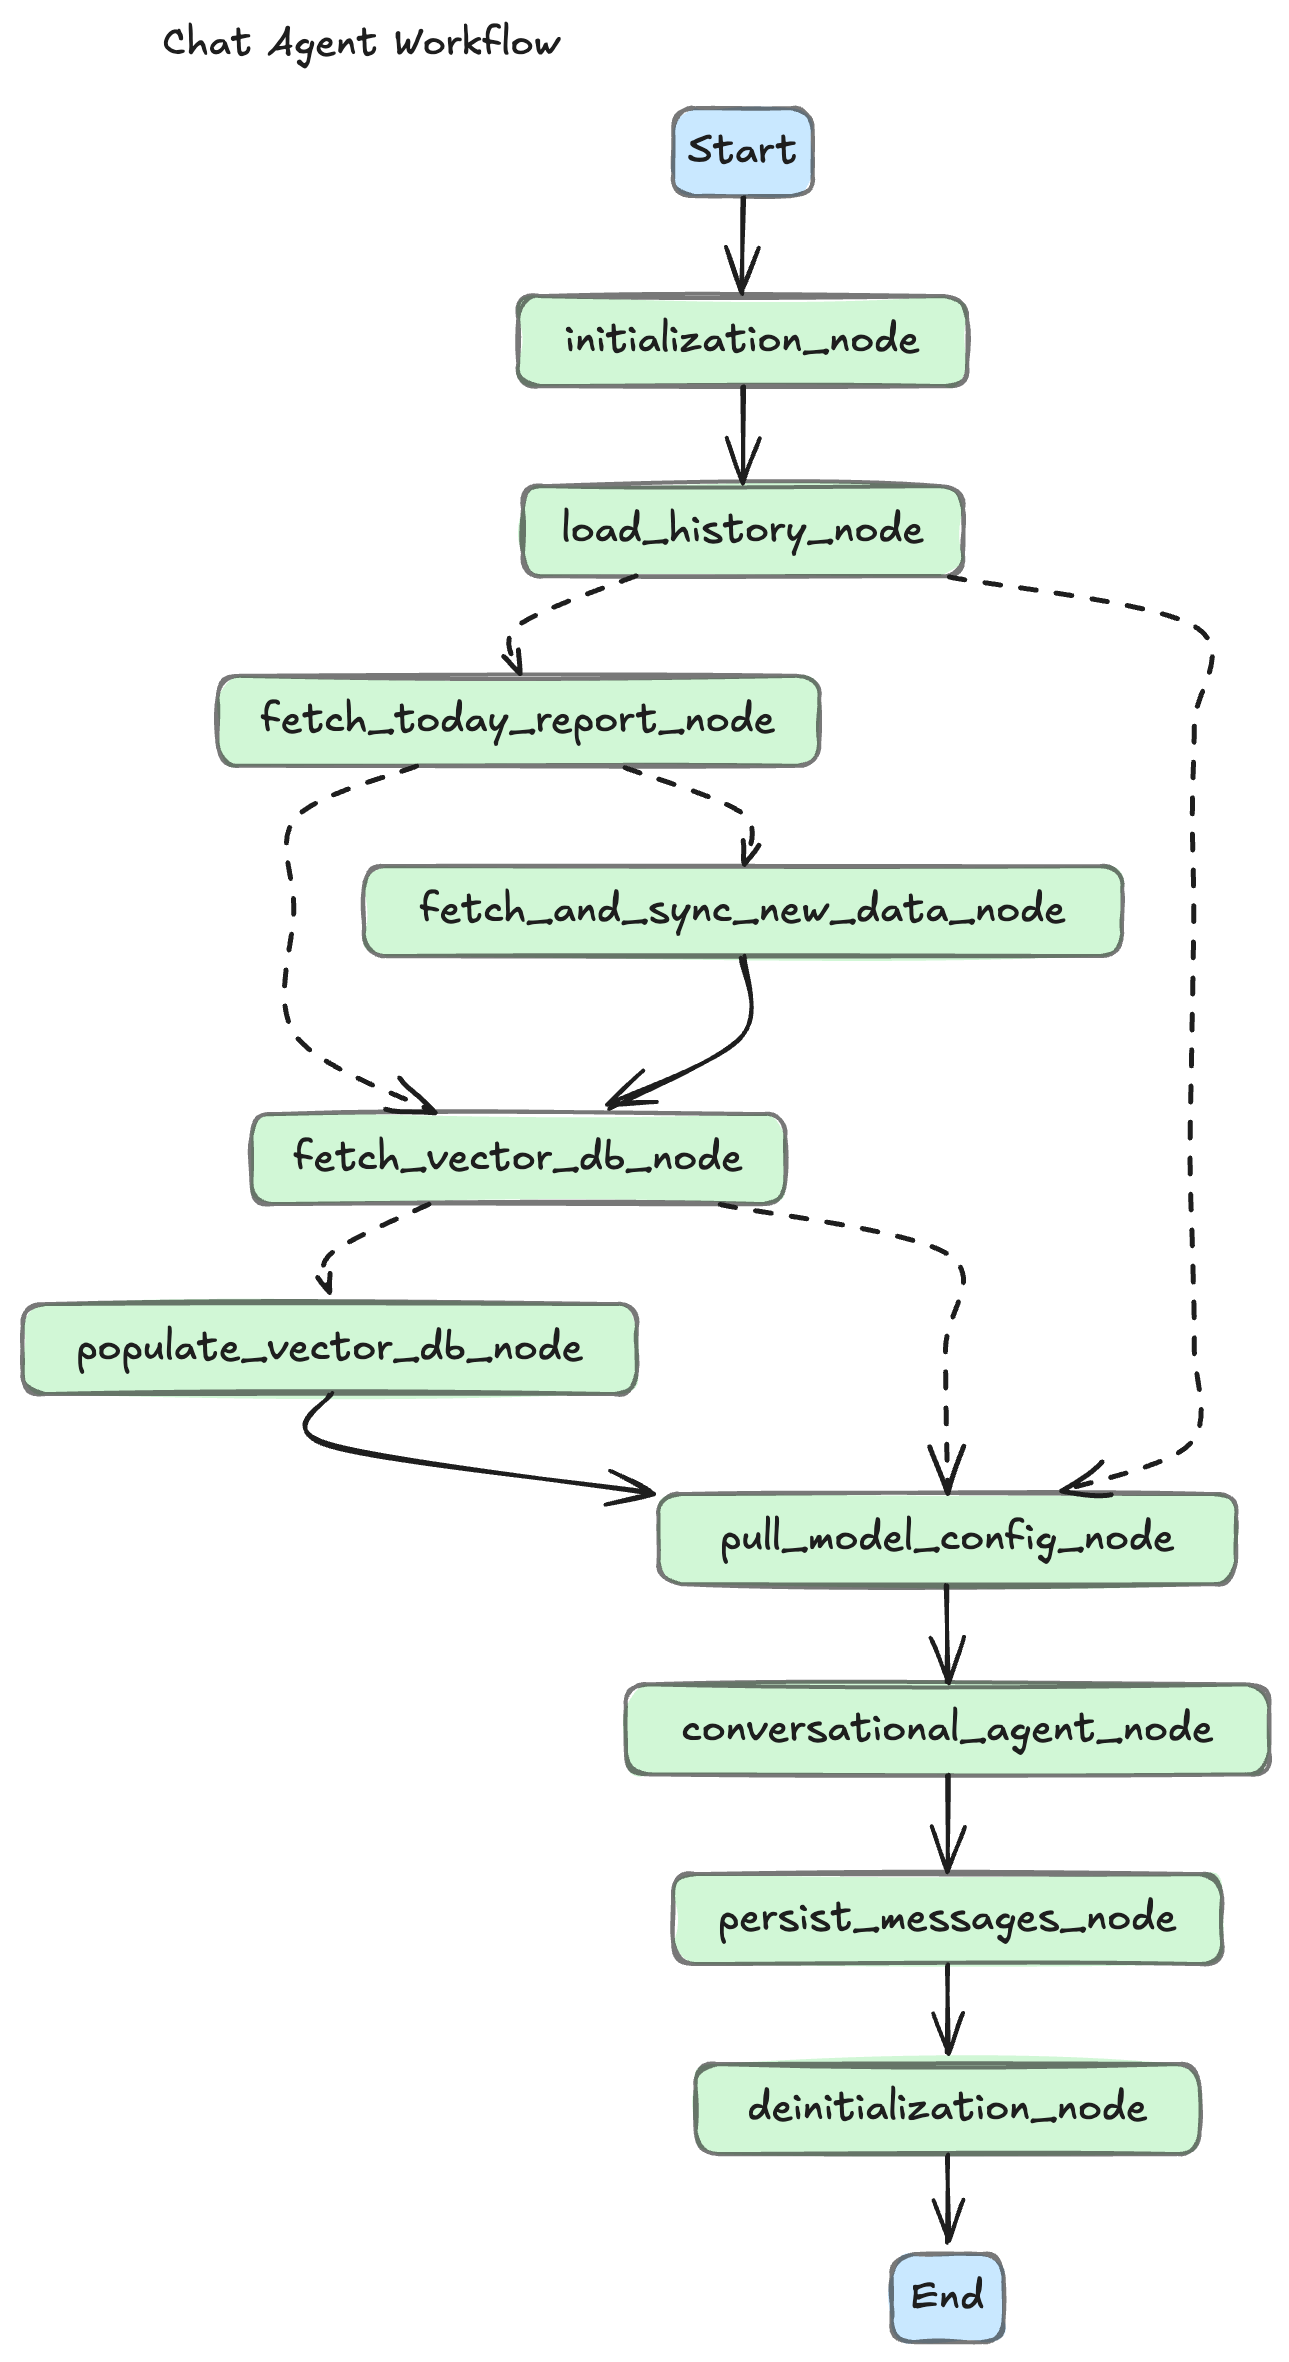 Chat Agent Workflow
Start
initialization_node
load_history_node
fetch_today_report_node
fetch_and_sync_new_data_node
fetch_vector_db_node
populate_vector_db_node
pull_model_config_node
conversational_agent_node
persist_messages_node
deinitialization_node
End